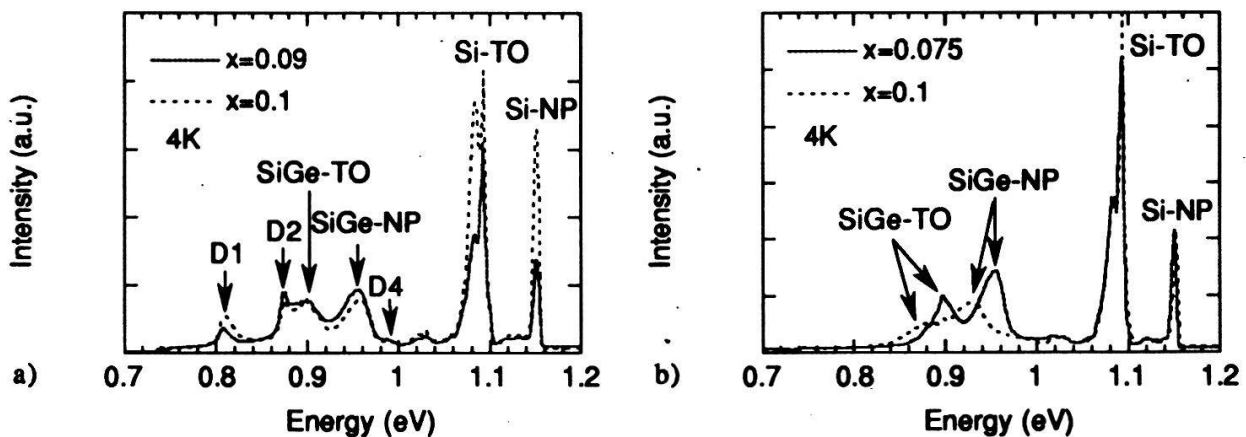 Intensity (a.u.)
x=0.09
x=0.1
4K
Si-TO
Si-NP
SiGe-TO
SiGe-NP
D1
D2
D4
a)
0.7 0.8 0.9 1 1.1 1.2
Energy (eV)
Intensity (a.u.)
x=0.075
x=0.1
4K
Si-TO
SiGe-NP
SiGe-TO
Si-NP
b)
0.7 0.8 0.9 1 1.1 1.2
Energy (eV)